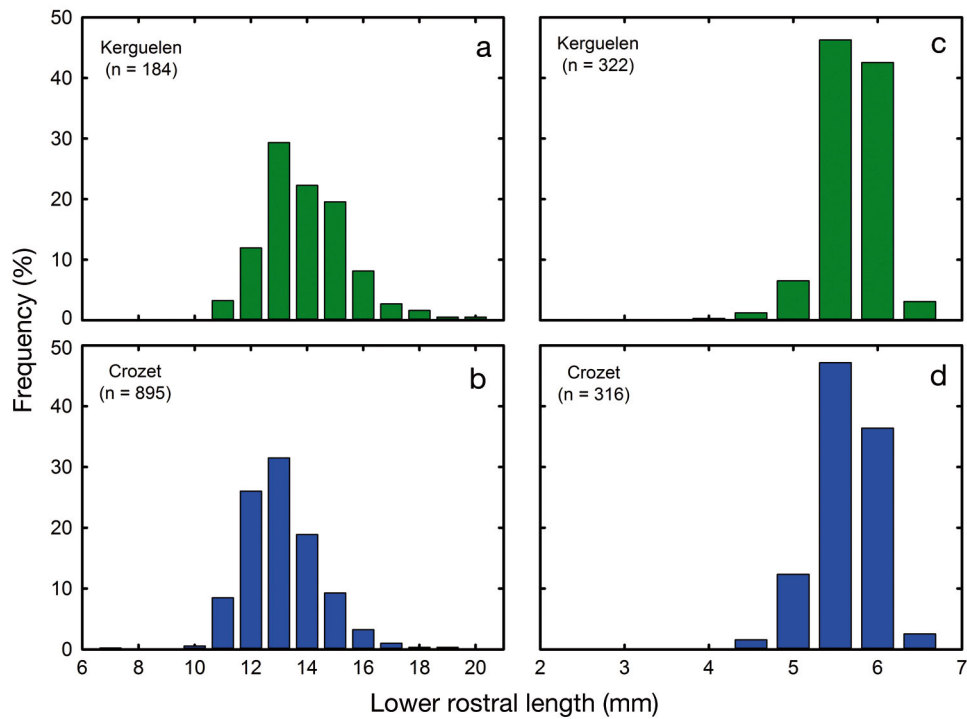 Frequency (%)
50
40
30
20
10
0
Kerguelen
(n = 184)
a
Kerguelen
(n = 322)
c
50
40
30
20
10
0
Crozet
(n = 895)
b
Crozet
(n = 316)
d
6 8 10 12 14 16 18 20
2 3 4 5 6 7
Lower rostral length (mm)